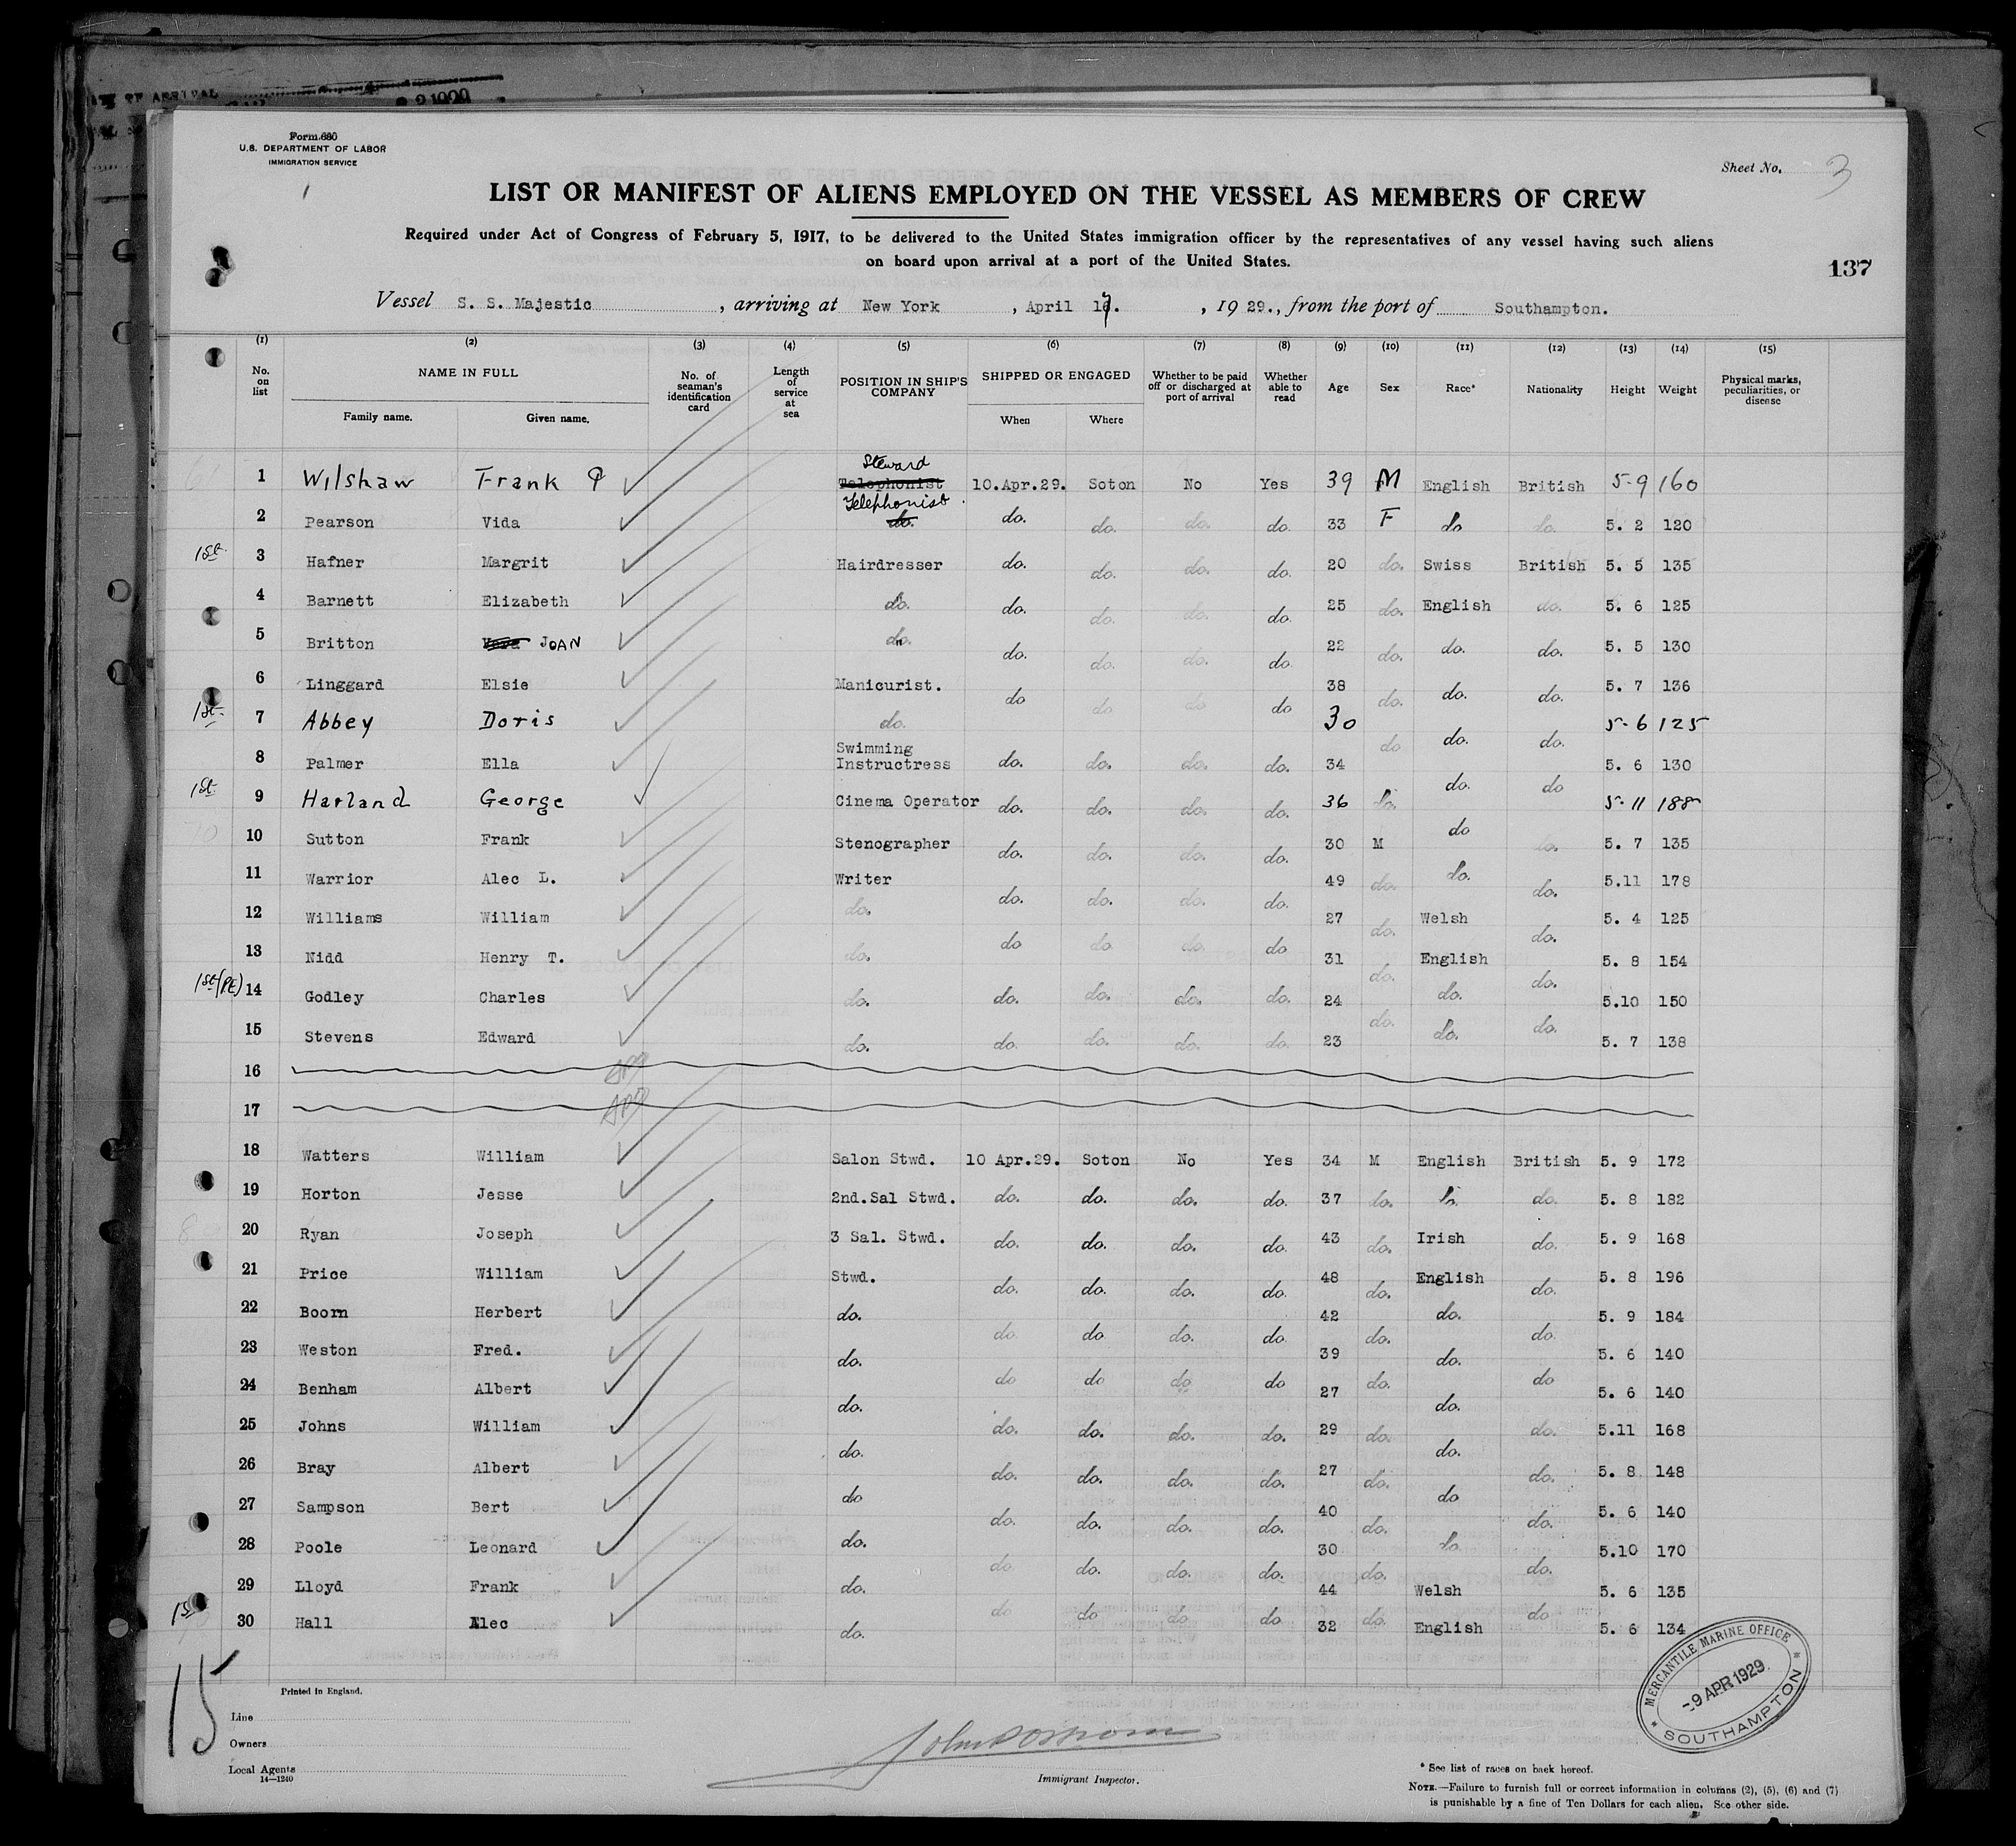 Form 680
U.S. DEPARTMENT OF LABOR
IMMIGRATION SERVICE
Sheet No. 3
LIST OR MANIFEST OF ALIENS EMPLOYED ON THE VESSEL AS MEMBERS OF CREW
Required under Act of Congress of February 5, 1917, to be delivered to the United States immigration officer by the representatives of any vessel having such aliens
on board upon arrival at a port of the United States.
137
Vessel S. S. Majestic, arriving at New York, April 17., 1929., from the port of Southampton.
(1) (2) (3) (4) (5) (6) (7) (8) (9) (10) (11) (12) (13) (14) (15)
No. on list NAME IN FULL Family name. Given name. No. of seaman's identification card Length of service at sea POSITION IN SHIP'S COMPANY SHIPPED OR ENGAGED When Where Whether to be paid off or discharged at port of arrival Whether able to read Age Sex Race* Nationality Height Weight Physical marks, peculiarities, or disease
1 Wilshaw Frank P Steward Telephonist 10.Apr.29. Soton No Yes 39 M English British 5-9 160
2 Pearson Vida Telephonist do. do. do. do. do. 33 F do do. 5. 2 120
1st. 3 Hafner Margrit Hairdresser do. do. do. do. 20 do. Swiss British 5. 5 135
4 Barnett Elizabeth do. do. do. do. do. 25 do. English do. 5. 6 125
5 Britton JOAN do. do. do. do. do 22 do. do. do. 5. 5 130
6 Linggard Elsie Manicurist. do do do do 38 do. do. do. 5. 7 136
1st. 7 Abbey Doris do. 30 do do. do. 5-6 125
8 Palmer Ella Swimming Instructress do. do. do. do. 34 do. do 5. 6 130
1st 9 Harland George Cinema Operator do. do. do. do. 36 do. do 5-11 188
10 Sutton Frank Stenographer do. do. do. do. 30 M do. do. 5. 7 135
11 Warrior Alec L. Writer do. do. do. do. 49 do. do. do. 5.11 178
12 Williams William do. do do do do 27 do. Welsh do. 5. 4 125
13 Nidd Henry T. do. 31 do. English do. 5. 8 154
1st (PE) 14 Godley Charles do. do. do. do. do. 24 do. do. do. 5.10 150
15 Stevens Edward do. do. do. do. do. 23 do. do. 5. 7 138
16
17
18 Watters William Salon Stwd. 10 Apr.29. Soton No Yes 34 M English British 5. 9 172
19 Horton Jesse 2nd.Sal Stwd. do. do. do. do. 37 do. do. do. 5. 8 182
20 Ryan Joseph 3 Sal. Stwd. do. do. do. do. 43 do. Irish do. 5. 9 168
21 Price William Stwd. do. do. do. do. 48 do. English do. 5. 8 196
22 Boorn Herbert do. do. do do. do. 42 do. do. do. 5. 9 184
23 Weston Fred. do. do do do do 39 do. do. do 5. 6 140
24 Benham Albert do. 27 do. 5. 6 140
25 Johns William do. do. do. do. do. 29 do. do. do. 5.11 168
26 Bray Albert do do. do. do. do. 27 do. do do. 5. 8. 148
27 Sampson Bert do. do. do. do. do. 40 do. do. do. 5. 6 140
28 Poole Leonard do. do. do. do. do. 30 do. do. 5.10 170
29 Lloyd Frank do. do do do do 44 do. Welsh do 5. 6 135
30 Hall Alec 32 English 5. 6 134
15
Printed in England.
Line
Owners
Local Agents
14—1240
Immigrant Inspector.
MERCANTILE MARINE OFFICE
-9 APR 1929
SOUTHAMPTON
* See list of races on back hereof.
NOTE.—Failure to furnish full or correct information in columns (2), (5), (6) and (7)
is punishable by a fine of Ten Dollars for each alien. See other side.